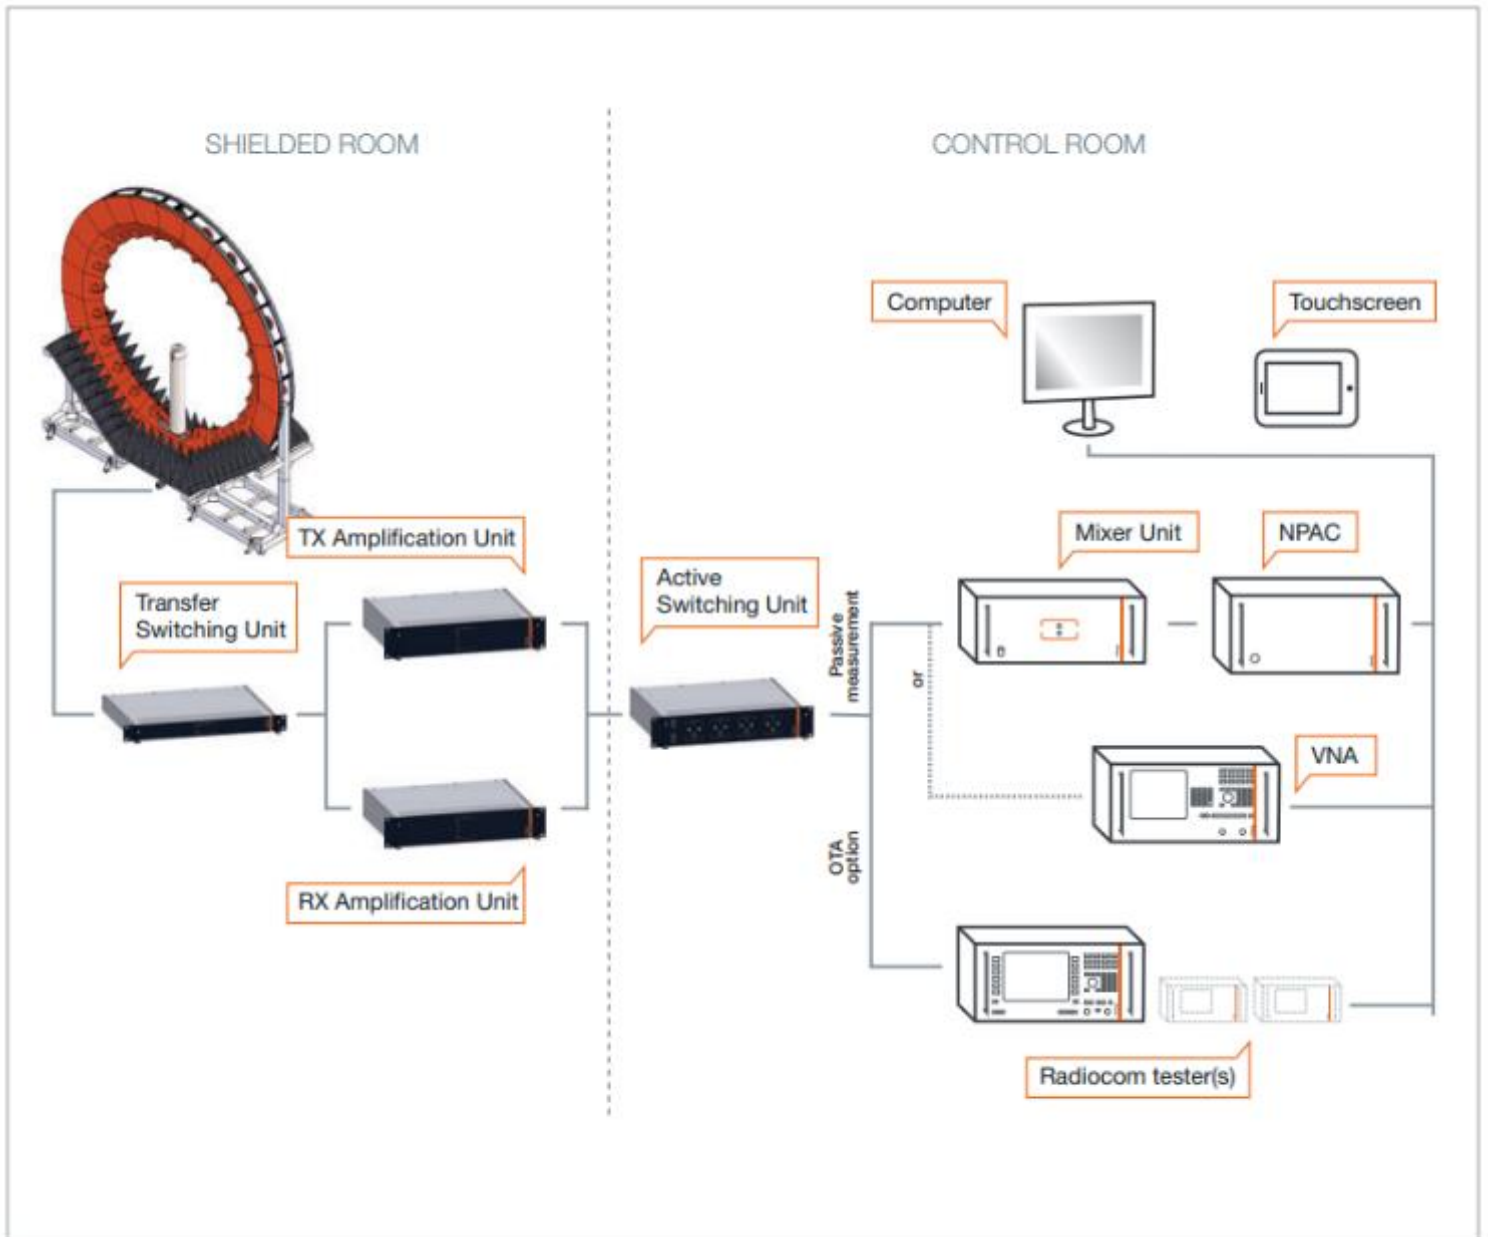 SHIELDED ROOM
CONTROL ROOM
Computer
Touchscreen
TX Amplification Unit
Mixer Unit
NPAC
Transfer
Switching Unit
Active
Switching Unit
Passive
measurement
or
VNA
OTA
option
RX Amplification Unit
Radiocom tester(s)